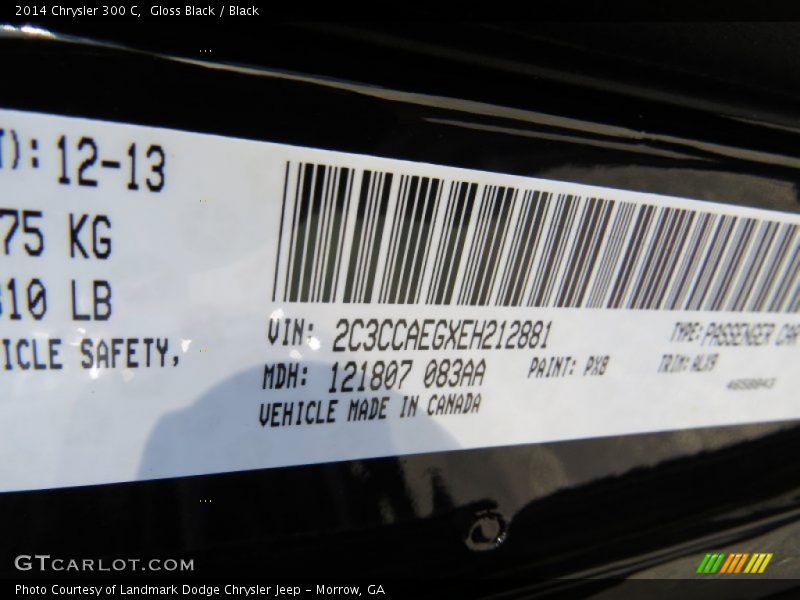 2014 Chrysler 300 C,  Gloss Black / Black
T): 12-13
75 KG
10 LB
ICLE SAFETY,
VIN: 2C3CCAEGXEH212881
TYPE: PASSENGER CAR
MDH: 121807 083AA
PAINT: PX8
TRIM: ALX9
VEHICLE MADE IN CANADA
GTCARLOT.COM
Photo Courtesy of Landmark Dodge Chrysler Jeep – Morrow, GA